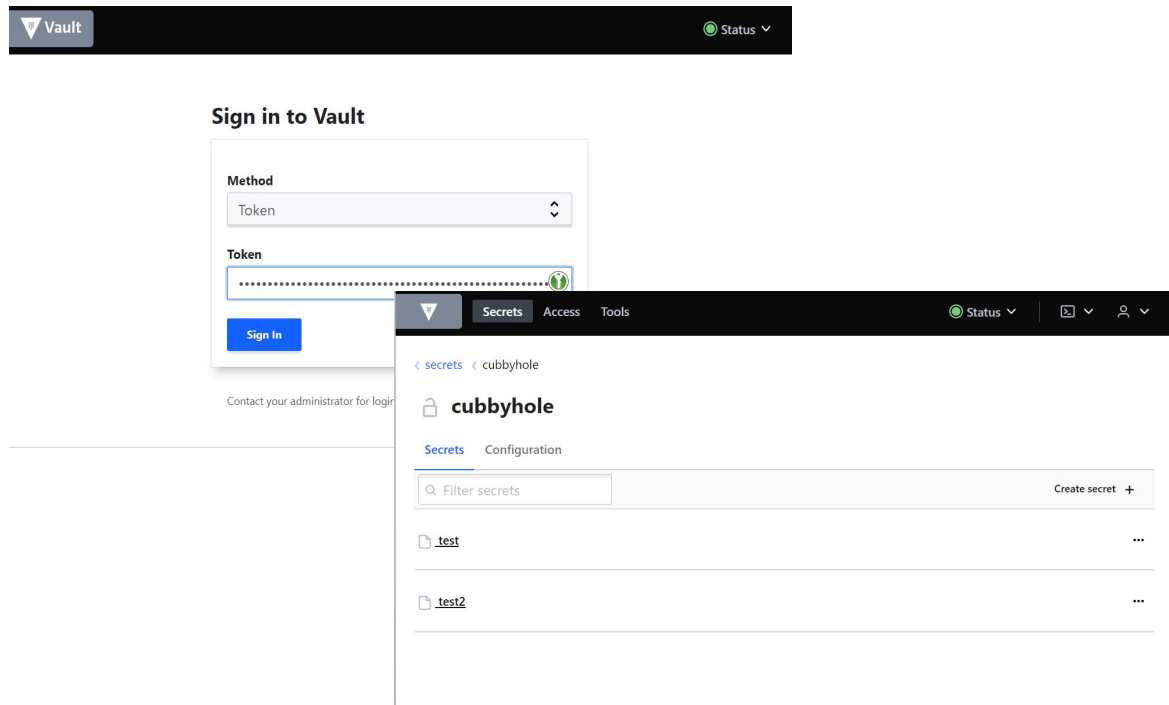 Vault
Status
Sign in to Vault
Method
Token
Token
Sign In
Contact your administrator for login
Secrets Access Tools
Status
secrets cubbyhole
cubbyhole
Secrets Configuration
Filter secrets
Create secret +
test
test2